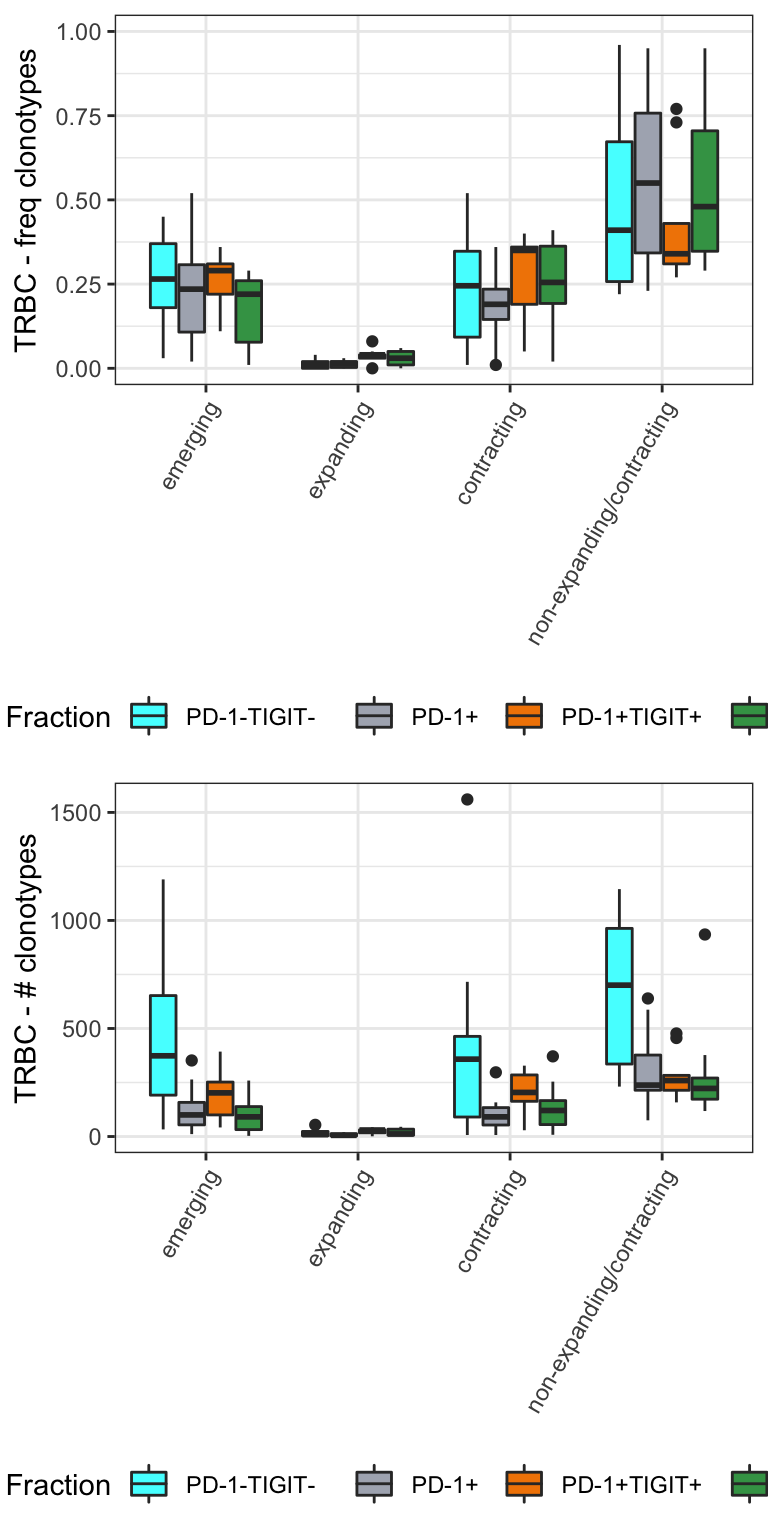 TRBC - freq clonotypes
1.00
0.75
0.50
0.25
0.00
emerging
expanding
contracting
non-expanding/contracting
Fraction PD-1-TIGIT- PD-1+ PD-1+TIGIT+
TRBC - # clonotypes
1500
1000
500
0
emerging
expanding
contracting
non-expanding/contracting
Fraction PD-1-TIGIT- PD-1+ PD-1+TIGIT+